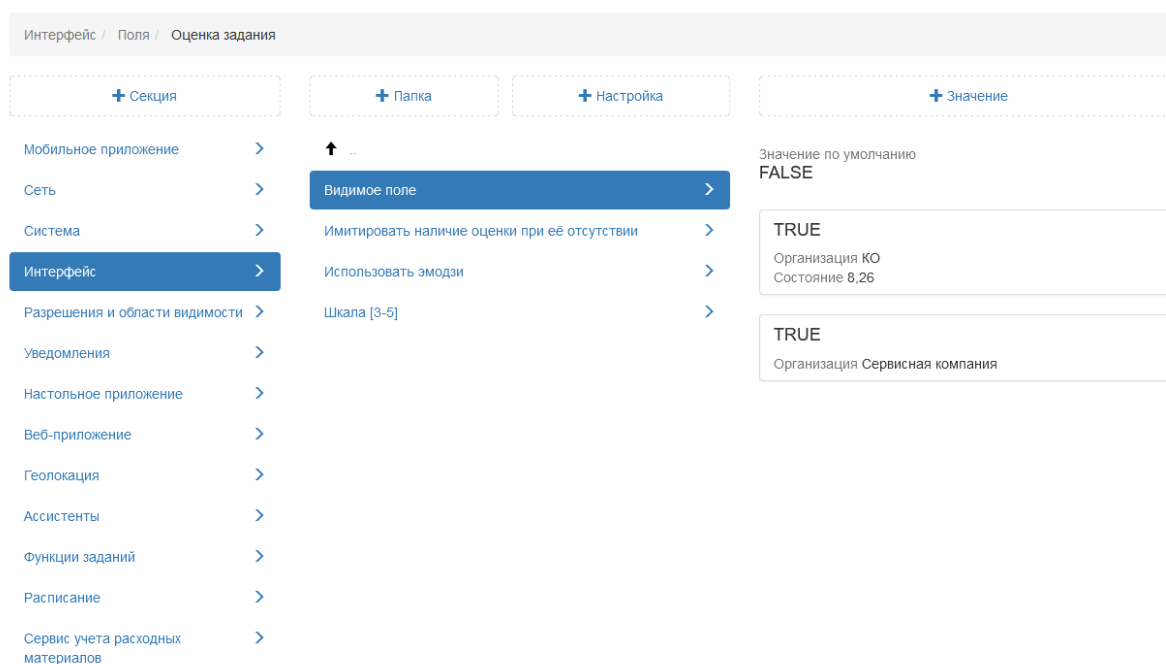 Интерфейс / Поля / Оценка задания
+ Секция
+ Папка
+ Настройка
+ Значение
Мобильное приложение
Сеть
Система
Интерфейс
Разрешения и области видимости
Уведомления
Настольное приложение
Веб-приложение
Геолокация
Ассистенты
Функции заданий
Расписание
Сервис учета расходных
материалов
..
Видимое поле
Имитировать наличие оценки при её отсутствии
Использовать эмодзи
Шкала [3-5]
Значение по умолчанию
FALSE
TRUE
Организация КО
Состояние 8,26
TRUE
Организация Сервисная компания